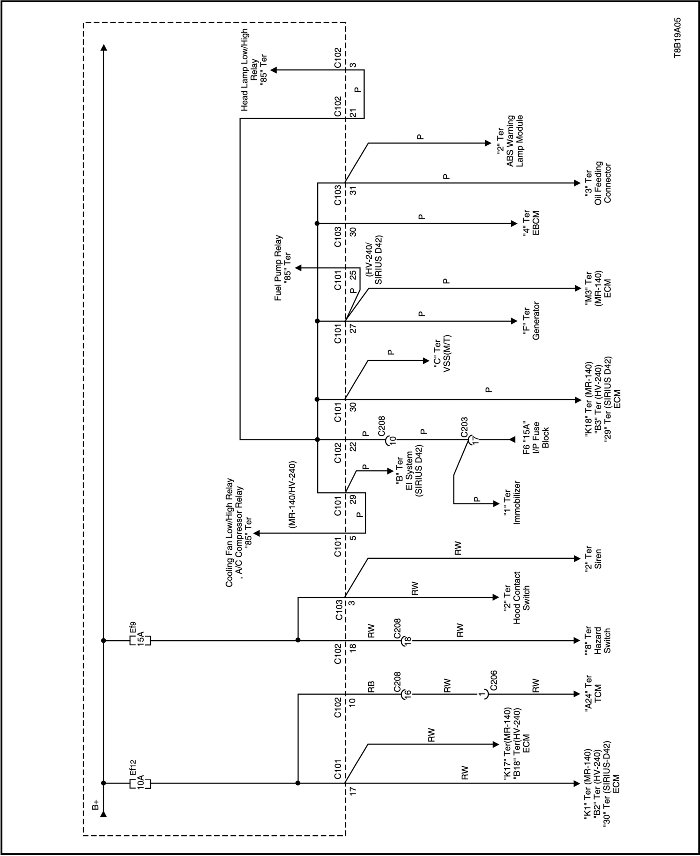 B+
Ef12
10A
Ef9
15A
Cooling Fan Low/High Relay
, A/C Compressor Relay
"85" Ter
(MR-140/HV-240)
Fuel Pump Relay
"85" Ter
Head Lamp Low/High
Relay
"85" Ter
C101
17
C102
10
C102
18
C103
3
C101
5
C101
29
C102
22
C101
30
C101
27
C101
25
(HV-240/
SIRIUS D42)
C103
30
C103
31
C102
21
C102
3
RW
RW
RB
C208
16
RW
C206
1
RW
RW
C208
18
RW
RW
RW
P
P
P
C208
10
P
C203
17
P
P
P
P
P
P
P
P
P
P
"K1" Ter (MR-140)
"B2" Ter (HV-240)
"30" Ter (SIRIUS-D42)
ECM
"K17" Ter(MR-140)
"B18" Ter(HV-240)
ECM
"A24" Ter
TCM
"8" Ter
Hazard
Switch
"2" Ter
Hood Contact
Switch
"2" Ter
Siren
"1" Ter
Immobilizer
"B" Ter
EI System
(SIRIUS D42)
F6 "15A"
I/P Fuse
Block
"K18" Ter (MR-140)
"B3" Ter (HV-240)
"29" Ter (SIRIUS D42)
ECM
"C" Ter
VSS(M/T)
"F" Ter
Generator
"M3" Ter
(MR-140)
ECM
"4" Ter
EBCM
"3" Ter
Oil Feeding
Connector
"2" Ter
ABS Warning
Lamp Module
T8B19A05